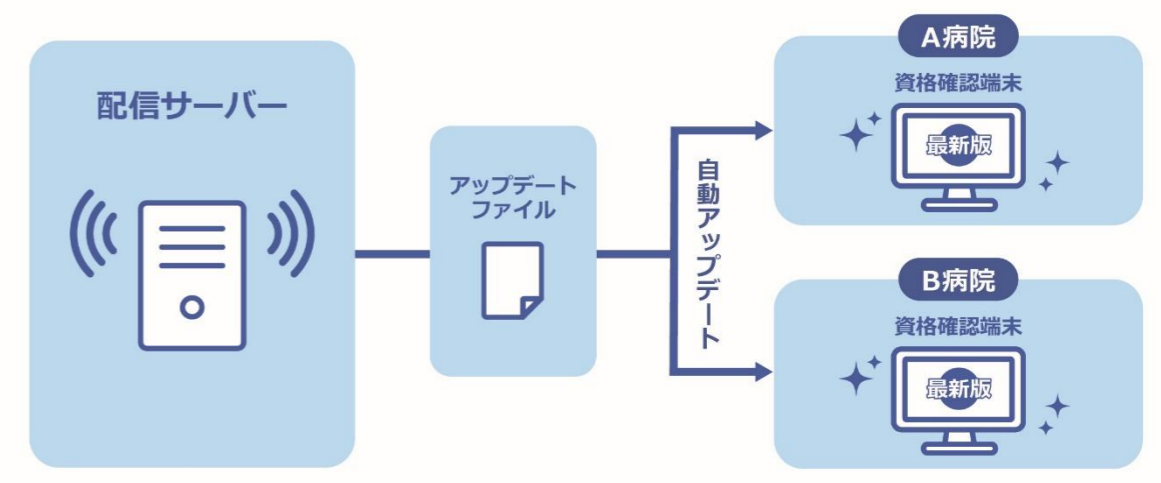 配信サーバー
アップデート
ファイル
自動アップデート
A病院
資格確認端末
最新版
B病院
資格確認端末
最新版